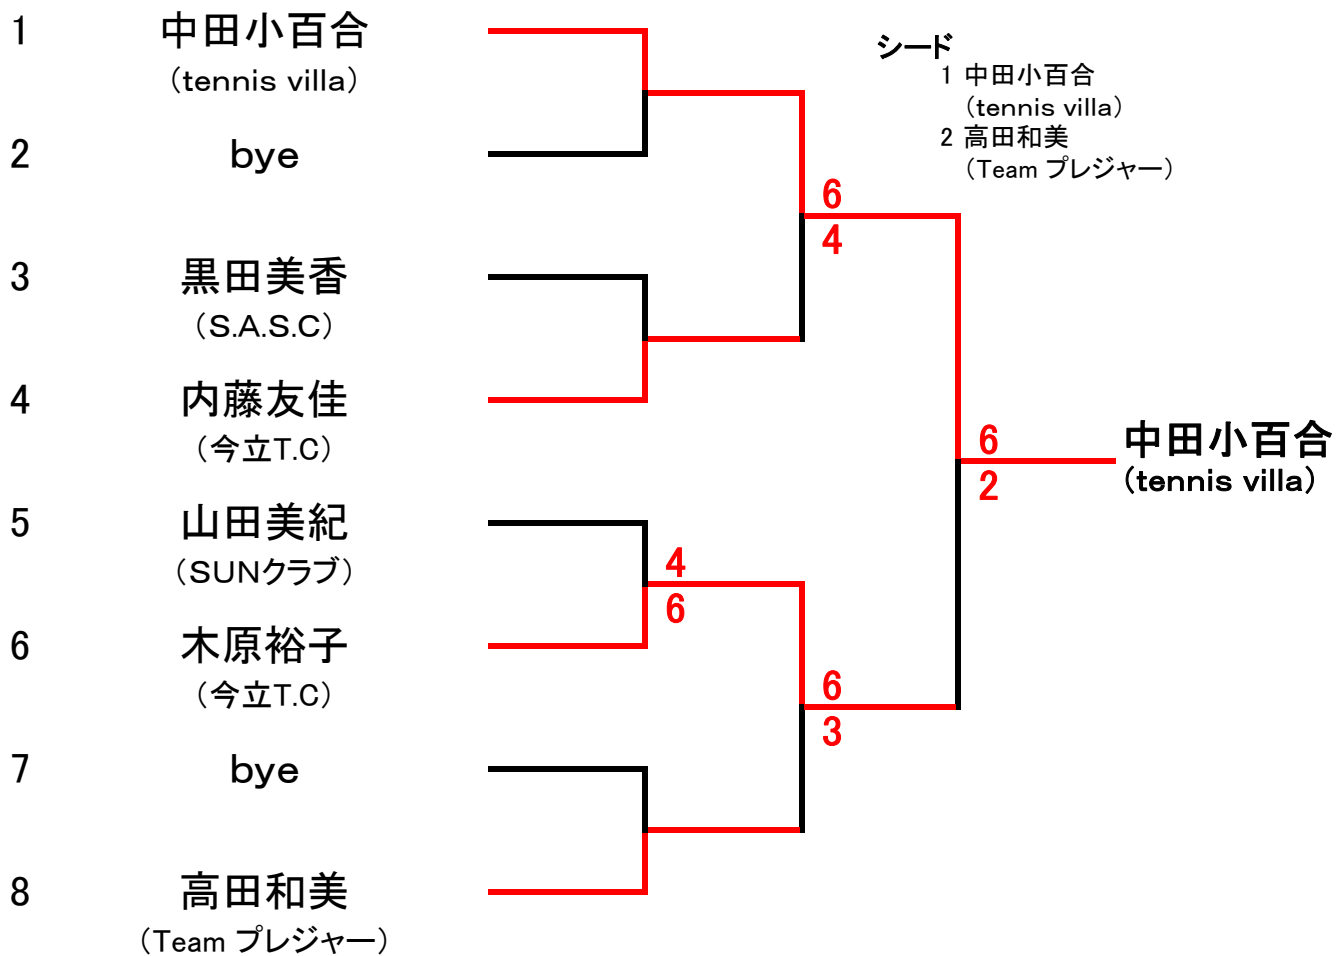 1 中田小百合
（tennis villa）
2 bye
3 黒田美香
（S.A.S.C）
4 内藤友佳
（今立T.C）
5 山田美紀
（SUNクラブ）
6 木原裕子
（今立T.C）
7 bye
8 高田和美
（Team プレジャー）
シード
1 中田小百合
（tennis villa）
2 高田和美
（Team プレジャー）
4
6
6
4
6
3
6
2
中田小百合
（tennis villa）